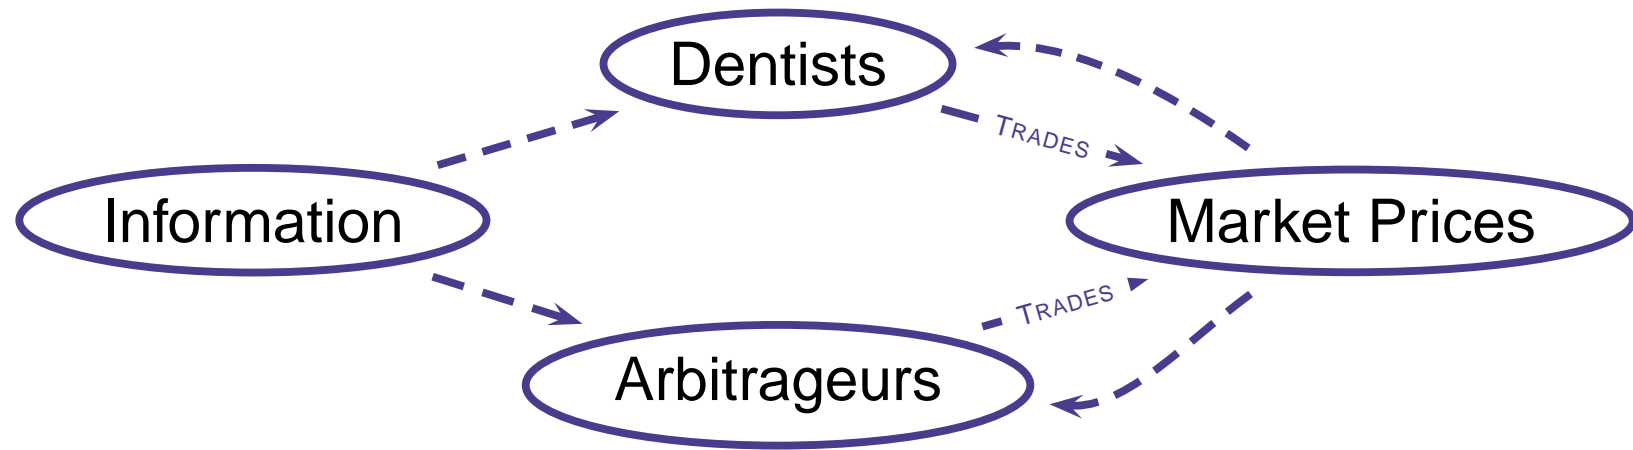 Dentists
TRADES
Information
Market Prices
TRADES
Arbitrageurs